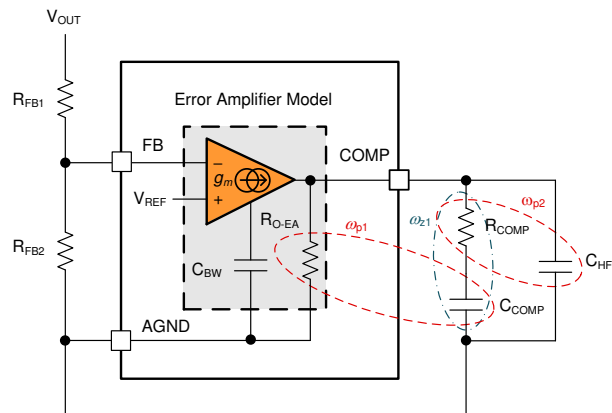 VOUT
RFB1
Error Amplifier Model
FB
COMP
−
gm
+
VREF
RO-EA
ωp1
ωz1
ωp2
RCOMP
RFB2
CBW
CHF
CCOMP
AGND